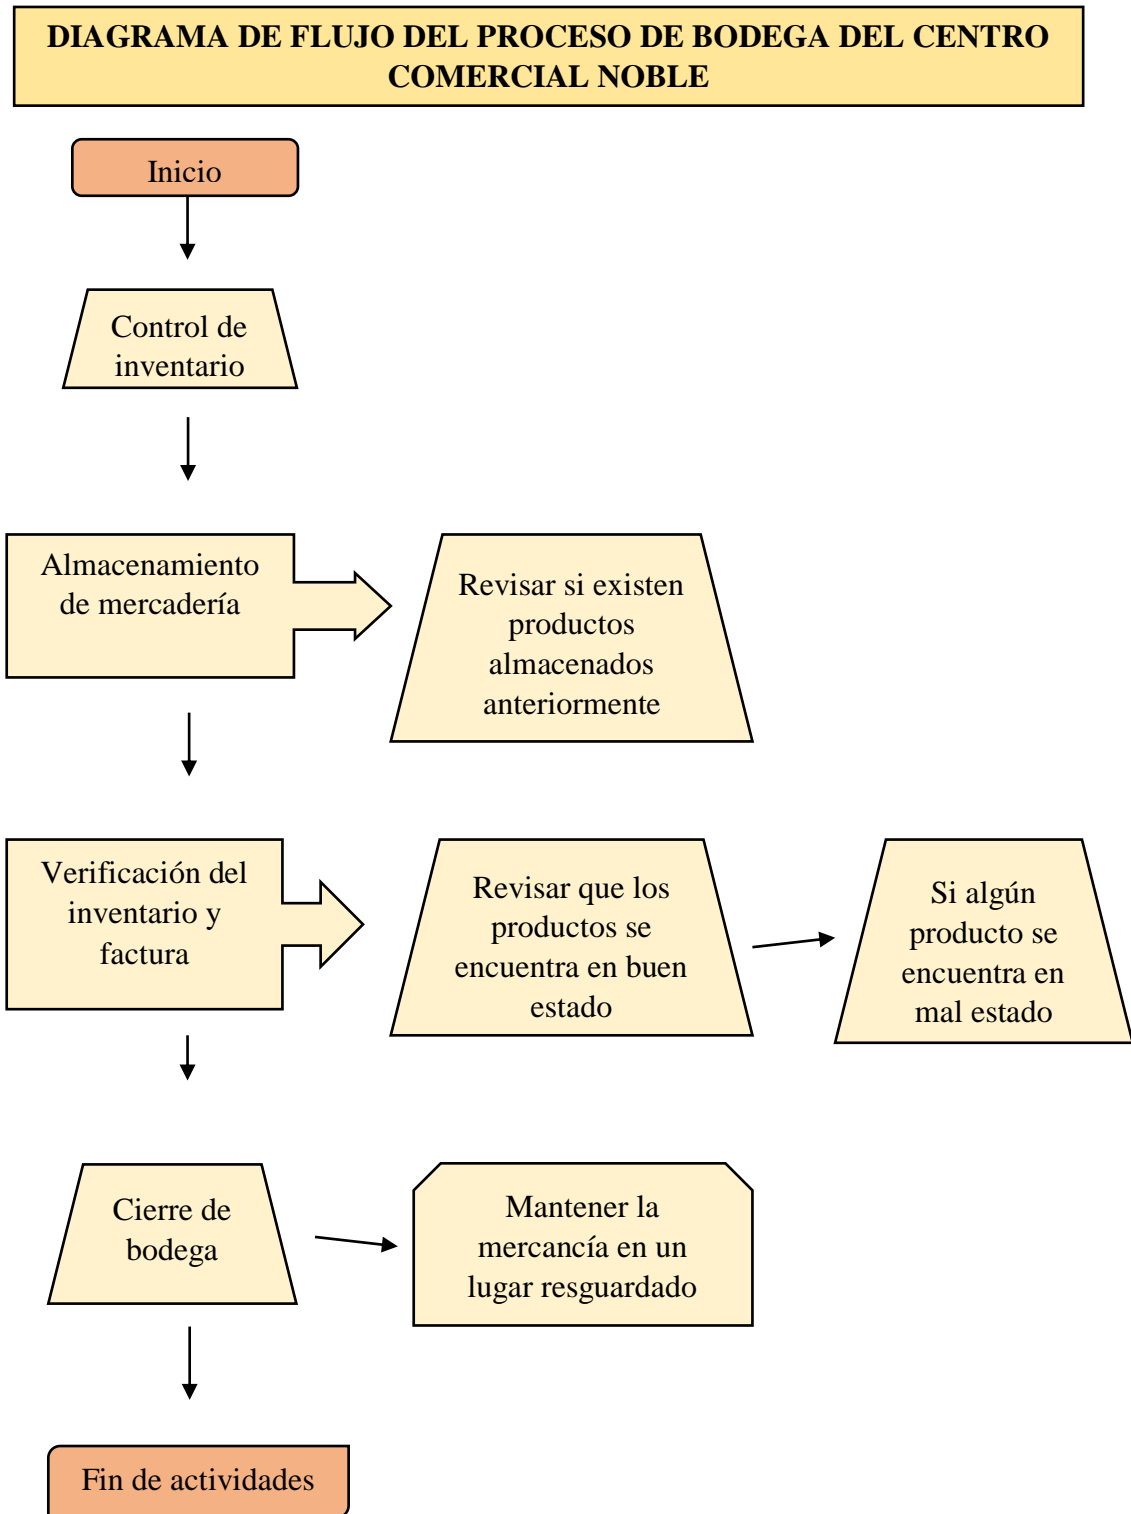 DIAGRAMA DE FLUJO DEL PROCESO DE BODEGA DEL CENTRO
COMERCIAL NOBLE
Inicio
Control de
inventario
Almacenamiento
de mercadería
Revisar si existen
productos
almacenados
anteriormente
Verificación del
inventario y
factura
Revisar que los
productos se
encuentra en buen
estado
Si algún
producto se
encuentra en
mal estado
Cierre de
bodega
Mantener la
mercancía en un
lugar resguardado
Fin de actividades